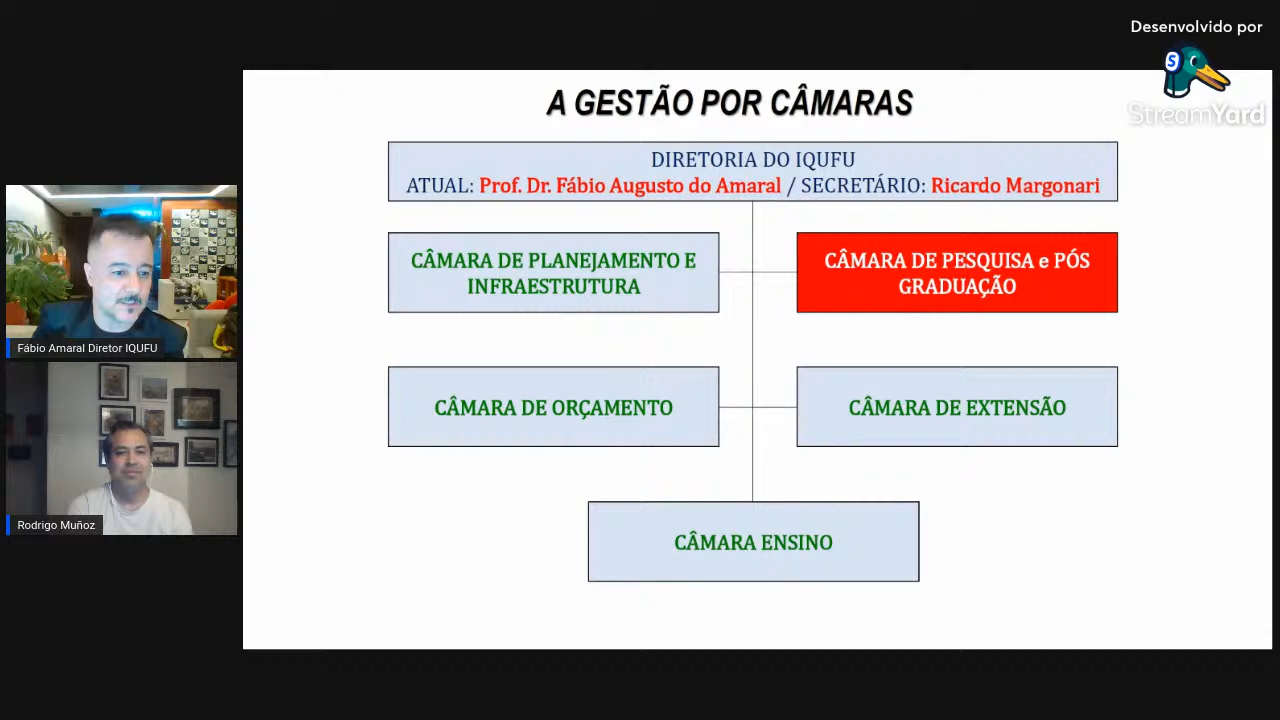 Desenvolvido por
StreamYard
A GESTÃO POR CÂMARAS
DIRETORIA DO IQUFU
ATUAL: Prof. Dr. Fábio Augusto do Amaral / SECRETÁRIO: Ricardo Margonari
CÂMARA DE PLANEJAMENTO E
INFRAESTRUTURA
CÂMARA DE PESQUISA e PÓS
GRADUAÇÃO
CÂMARA DE ORÇAMENTO
CÂMARA DE EXTENSÃO
CÂMARA ENSINO
Fábio Amaral Diretor IQUFU
Rodrigo Muñoz